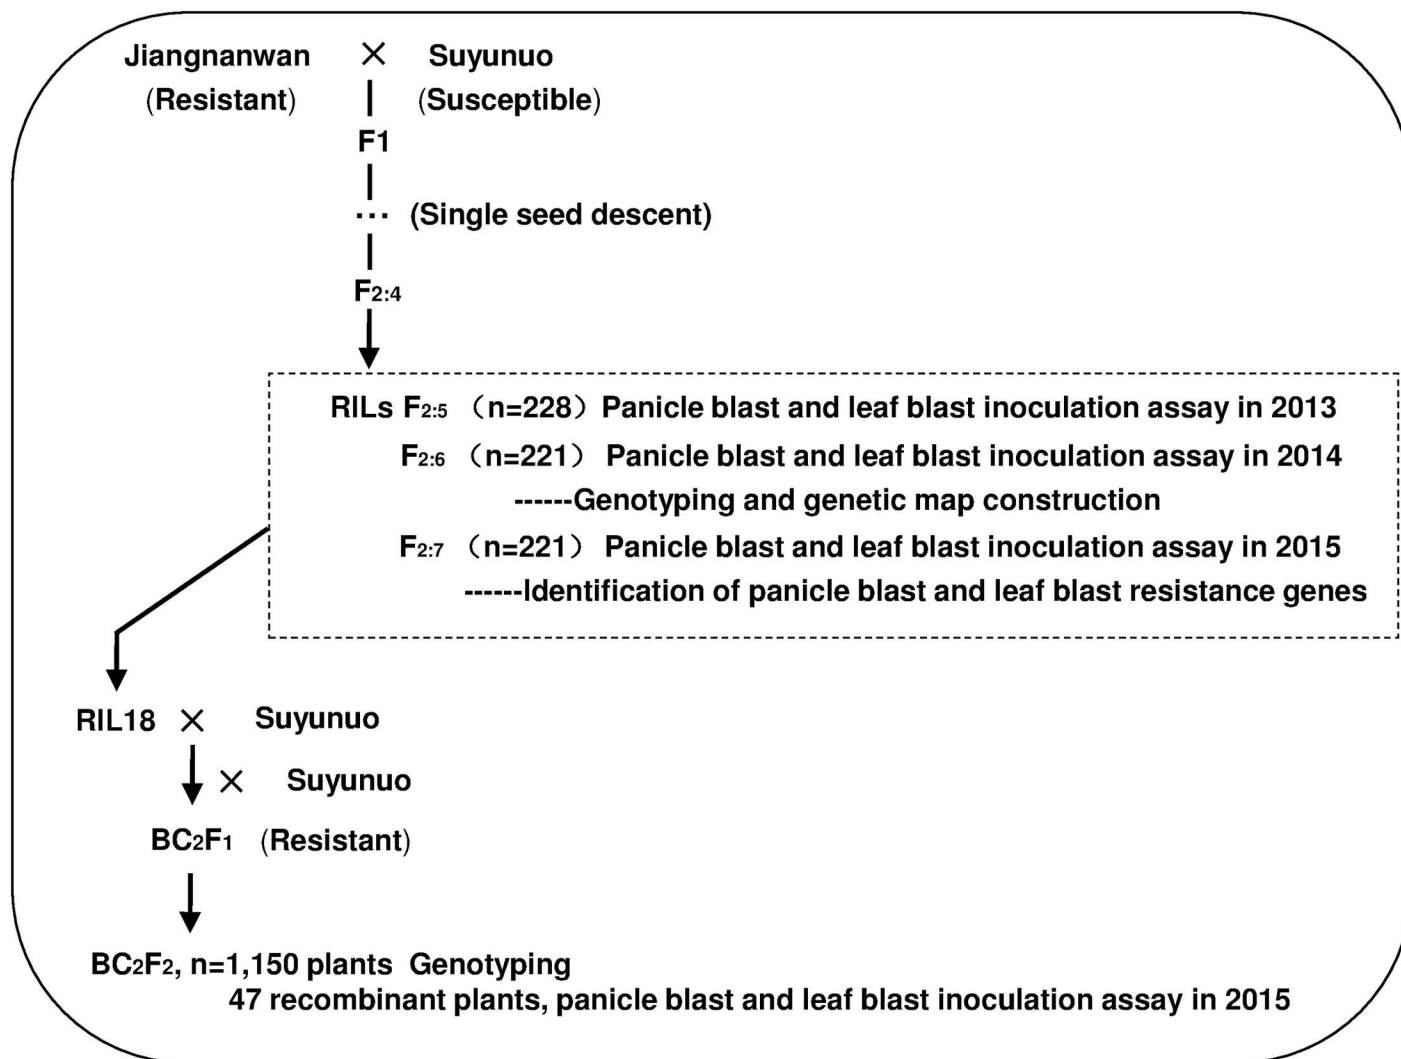 Jiangnanwan × Suyunuo
(Resistant) (Susceptible)
F1
... (Single seed descent)
F2:4
RILs F2:5 (n=228) Panicle blast and leaf blast inoculation assay in 2013
F2:6 (n=221) Panicle blast and leaf blast inoculation assay in 2014
------Genotyping and genetic map construction
F2:7 (n=221) Panicle blast and leaf blast inoculation assay in 2015
------Identification of panicle blast and leaf blast resistance genes
RIL18 × Suyunuo
× Suyunuo
BC2F1 (Resistant)
BC2F2, n=1,150 plants Genotyping
47 recombinant plants, panicle blast and leaf blast inoculation assay in 2015